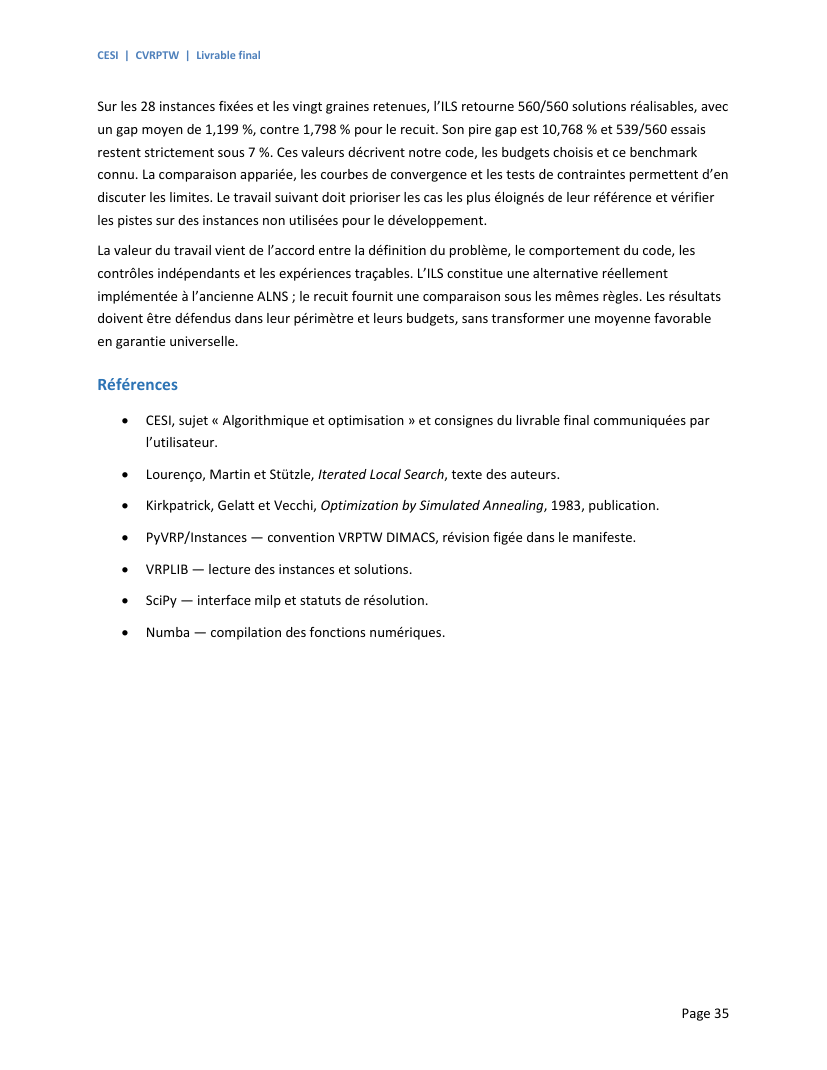 CESI | CVRPTW | Livrable final
Sur les 28 instances fixées et les vingt graines retenues, l’ILS retourne 560/560 solutions réalisables, avec
un gap moyen de 1,199 %, contre 1,798 % pour le recuit. Son pire gap est 10,768 % et 539/560 essais
restent strictement sous 7 %. Ces valeurs décrivent notre code, les budgets choisis et ce benchmark
connu. La comparaison appariée, les courbes de convergence et les tests de contraintes permettent d’en
discuter les limites. Le travail suivant doit prioriser les cas les plus éloignés de leur référence et vérifier
les pistes sur des instances non utilisées pour le développement.
La valeur du travail vient de l’accord entre la définition du problème, le comportement du code, les
contrôles indépendants et les expériences traçables. L’ILS constitue une alternative réellement
implémentée à l’ancienne ALNS ; le recuit fournit une comparaison sous les mêmes règles. Les résultats
doivent être défendus dans leur périmètre et leurs budgets, sans transformer une moyenne favorable
en garantie universelle.
Références
• CESI, sujet « Algorithmique et optimisation » et consignes du livrable final communiquées par
l’utilisateur.
• Lourenço, Martin et Stützle, Iterated Local Search, texte des auteurs.
• Kirkpatrick, Gelatt et Vecchi, Optimization by Simulated Annealing, 1983, publication.
• PyVRP/Instances — convention VRPTW DIMACS, révision figée dans le manifeste.
• VRPLIB — lecture des instances et solutions.
• SciPy — interface milp et statuts de résolution.
• Numba — compilation des fonctions numériques.
Page 35